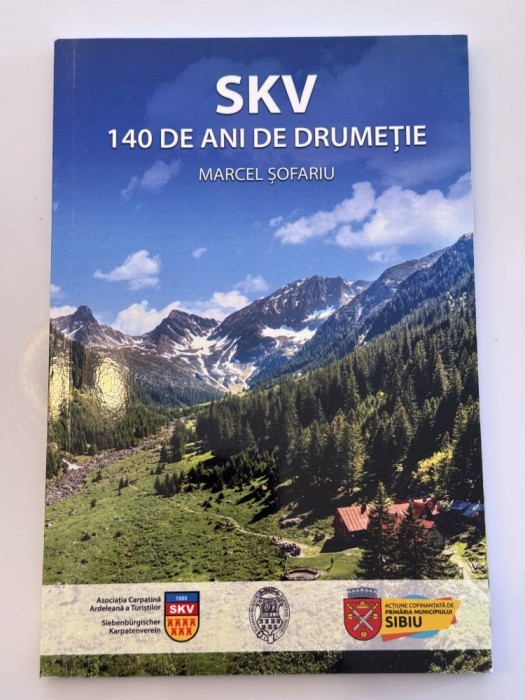 SKV
140 DE ANI DE DRUMEȚIE
MARCEL ȘOFARIU
Asociația Carpatină
Ardeleană a Turiștilor
Siebenbürgischer
Karpatenverein
1880
SKV
ACȚIUNE COFINANȚATĂ DE
PRIMĂRIA MUNICIPIULUI
SIBIU